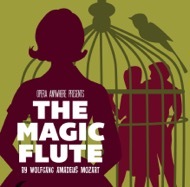 OPERA ANYWHERE PRESENTS
THE
MAGIC
FLUTE
BY WOLFGANG AMADEUS MOZART